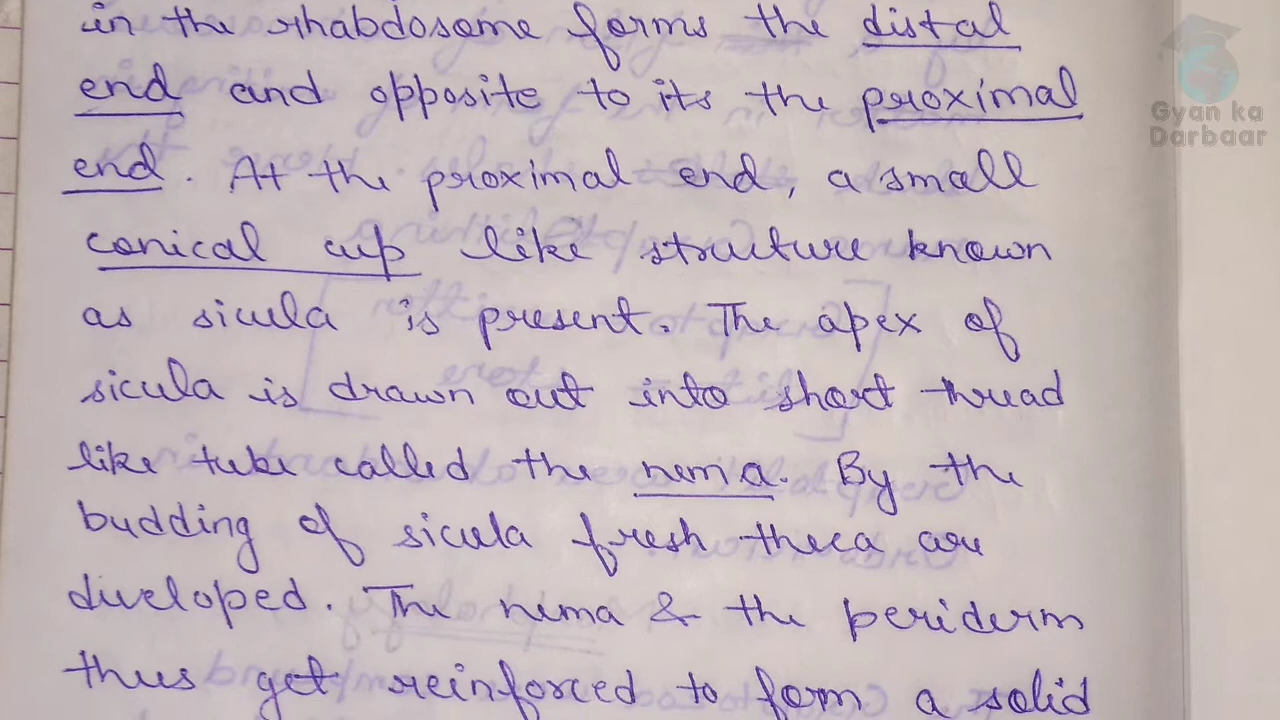 in the rhabdosome forms the distal
end and opposite to its the proximal
end. At the proximal end, a small
conical cup like struture known
as sicula is present. The apex of
sicula is drawn out into short thread
like tube called the nema. By the
budding of sicula fresh theca are
diveloped. The nema & the periderm
thus get reinforced to form a solid
Gyan ka
Darbaar